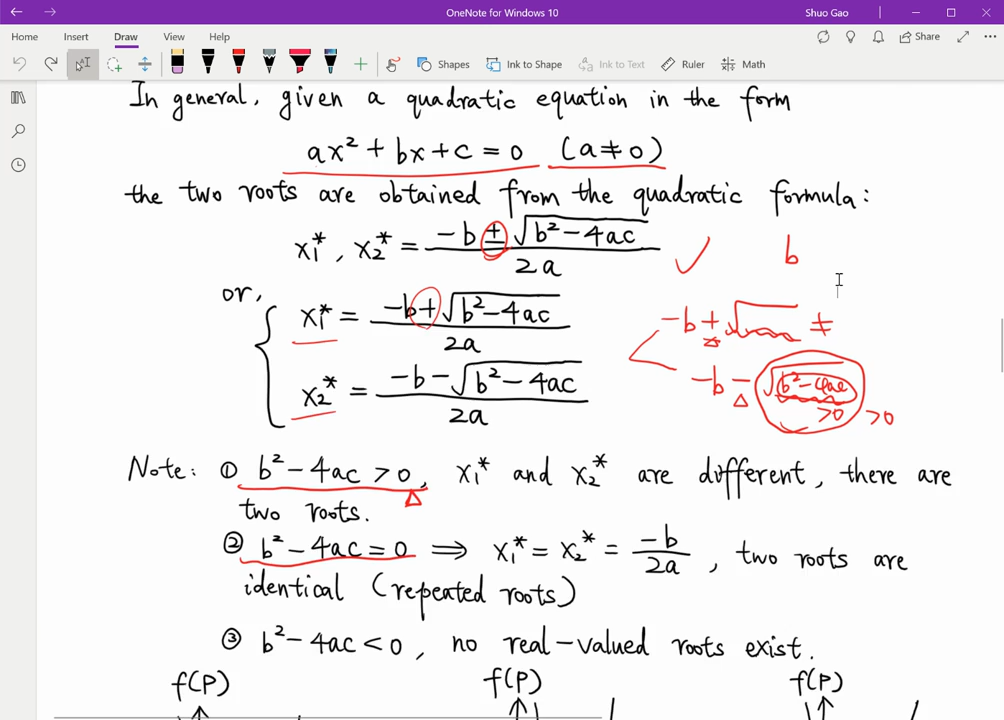 OneNote for Windows 10
Shuo Gao
Home Insert Draw View Help
Share
Shapes Ink to Shape Ink to Text Ruler Math
In general, given a quadratic equation in the form
ax² + bx + c = 0 (a ≠ 0)
the two roots are obtained from the quadratic formula:
x₁*, x₂* = (-b ± √(b² - 4ac)) / 2a ✓ b
or,
x₁* = (-b + √(b² - 4ac)) / 2a
-b + √ ≠
x₂* = (-b - √(b² - 4ac)) / 2a
-b - √(b² - 4ac)
>0 >0
Note: ① b² - 4ac > 0, x₁* and x₂* are different, there are
two roots.
② b² - 4ac = 0 ⟹ x₁* = x₂* = -b / 2a, two roots are
identical (repeated roots)
③ b² - 4ac < 0, no real-valued roots exist.
f(P) f(P) f(P)